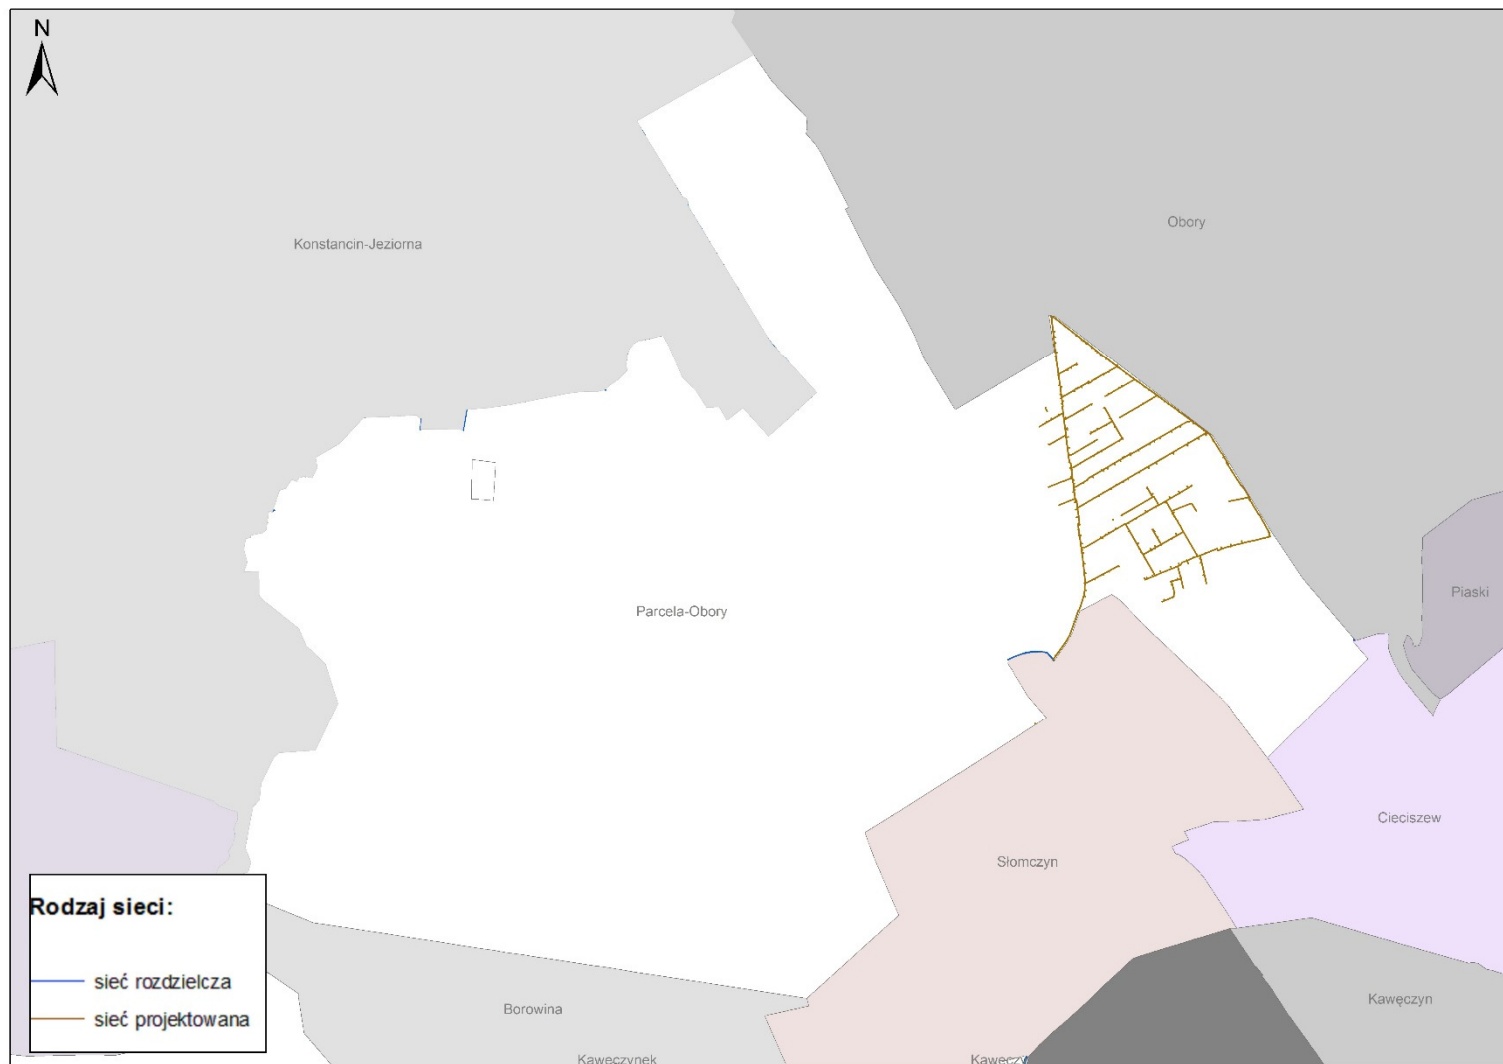 N
Obory
Konstancin-Jeziorna
Piaski
Parcela-Obory
Cieciszew
Słomczyn
Rodzaj sieci:
sieć rozdzielcza
sieć projektowana
Kawęczyn
Borowina
Kawęczynek